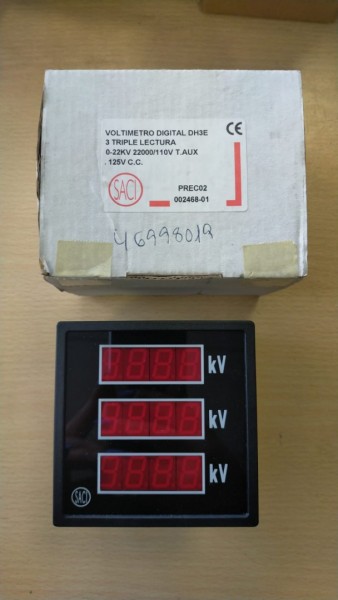 VOLTIMETRO DIGITAL DH3E
3 TRIPLE LECTURA
0-22KV 22000/110V T.AUX
. 125V C.C.
CE
SACI
PREC02
002468-01
46998019
kV
kV
kV
SACI